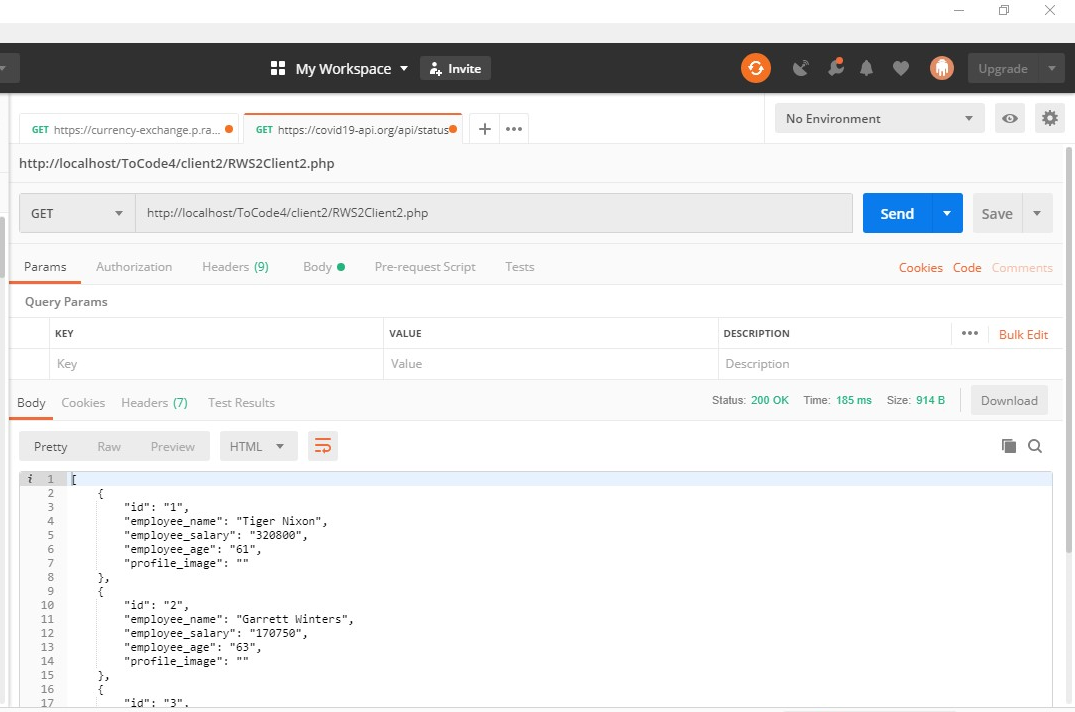 My Workspace
Invite
Upgrade
GET https://currency-exchange.p.ra...
GET https://covid19-api.org/api/status
+ •••
No Environment
http://localhost/ToCode4/client2/RWS2Client2.php
GET
http://localhost/ToCode4/client2/RWS2Client2.php
Send
Save
Params
Authorization
Headers (9)
Body
Pre-request Script
Tests
Cookies
Code
Comments
Query Params
KEY
VALUE
DESCRIPTION
•••
Bulk Edit
Key
Value
Description
Body
Cookies
Headers (7)
Test Results
Status: 200 OK
Time: 185 ms
Size: 914 B
Download
Pretty
Raw
Preview
HTML
i 1 [
2 {
3 "id": "1",
4 "employee_name": "Tiger Nixon",
5 "employee_salary": "320800",
6 "employee_age": "61",
7 "profile_image": ""
8 },
9 {
10 "id": "2",
11 "employee_name": "Garrett Winters",
12 "employee_salary": "170750",
13 "employee_age": "63",
14 "profile_image": ""
15 },
16 {
17 "id": "3",